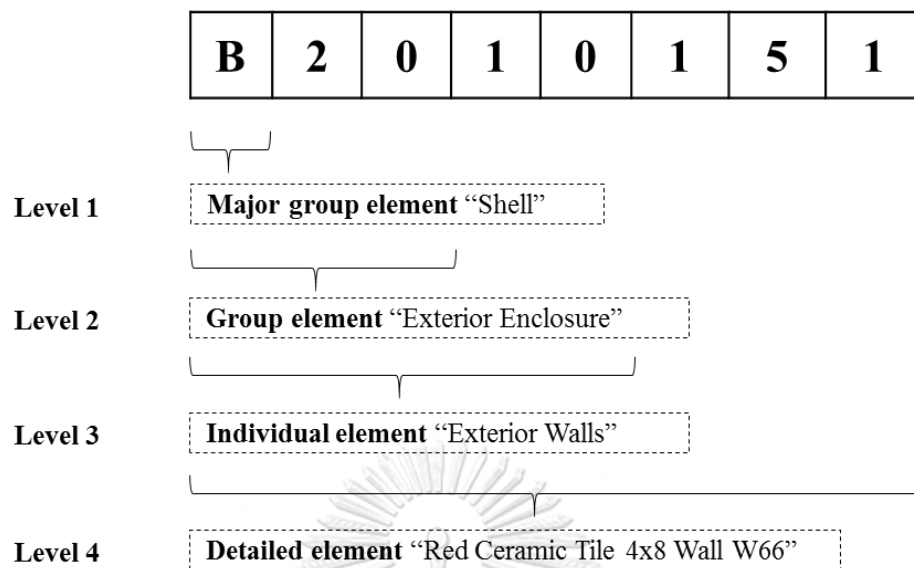 B 2 0 1 0 1 5 1
Level 1 Major group element “Shell”
Level 2 Group element “Exterior Enclosure”
Level 3 Individual element “Exterior Walls”
Level 4 Detailed element “Red Ceramic Tile 4x8 Wall W66”